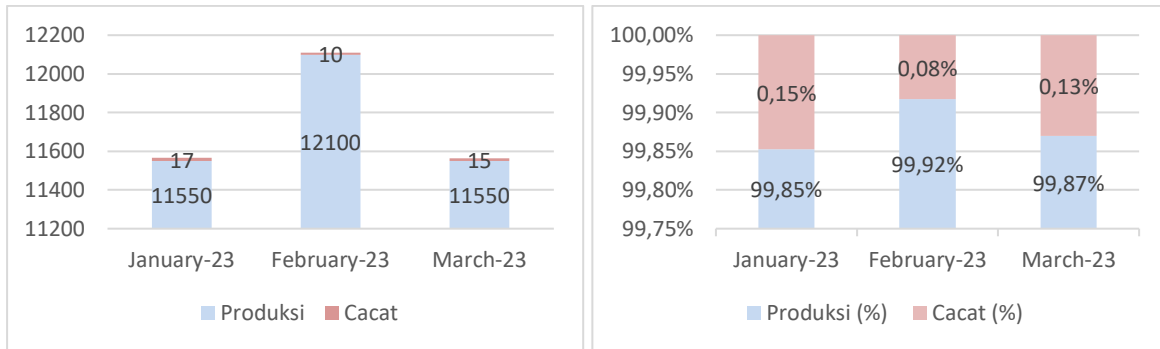 12200
12000
11800
11600
11400
11200
10
12100
17
11550
15
11550
January-23
February-23
March-23
Produksi
Cacat
100,00%
99,95%
99,90%
99,85%
99,80%
99,75%
0,15%
0,08%
0,13%
99,85%
99,92%
99,87%
January-23
February-23
March-23
Produksi (%)
Cacat (%)